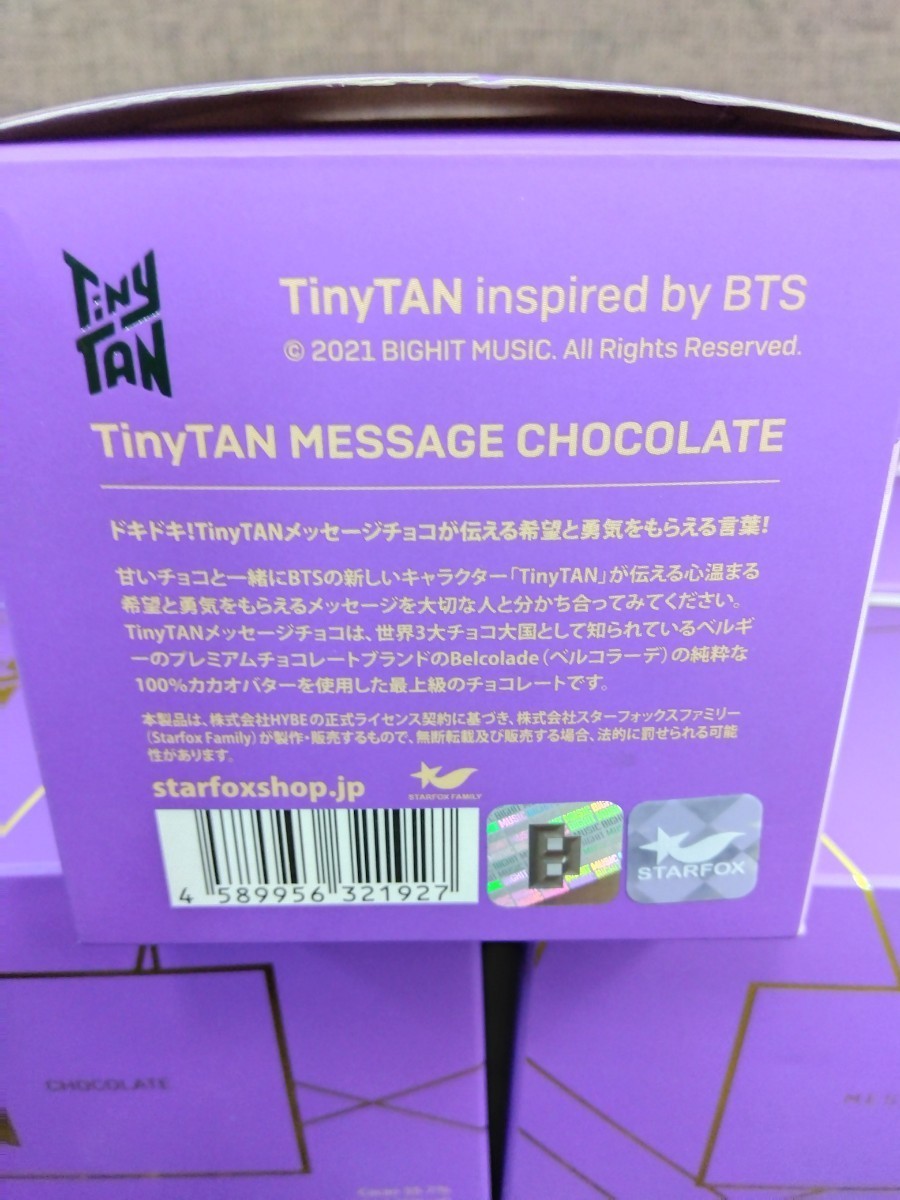 TiNY
TAN
TinyTAN inspired by BTS
© 2021 BIGHIT MUSIC. All Rights Reserved.
TinyTAN MESSAGE CHOCOLATE
ドキドキ!TinyTANメッセージチョコが伝える希望と勇気をもらえる言葉!
甘いチョコと一緒にBTSの新しいキャラクター「TinyTAN」が伝える心温まる
希望と勇気をもらえるメッセージを大切な人と分かち合ってみてください。
TinyTANメッセージチョコは、世界3大チョコ大国として知られているベルギ
ーのプレミアムチョコレートブランドのBelcolade（ベルコラーデ）の純粋な
100%カカオバターを使用した最上級のチョコレートです。
本製品は、株式会社HYBEの正式ライセンス契約に基づき、株式会社スターフォックスファミリー
(Starfox Family)が製作・販売するもので、無断転載及び販売する場合、法的に罰せられる可能
性があります。
starfoxshop.jp
STARFOX FAMILY
4 589956 321927
BIGHIT
MUSIC
STARFOX
CHOCOLATE